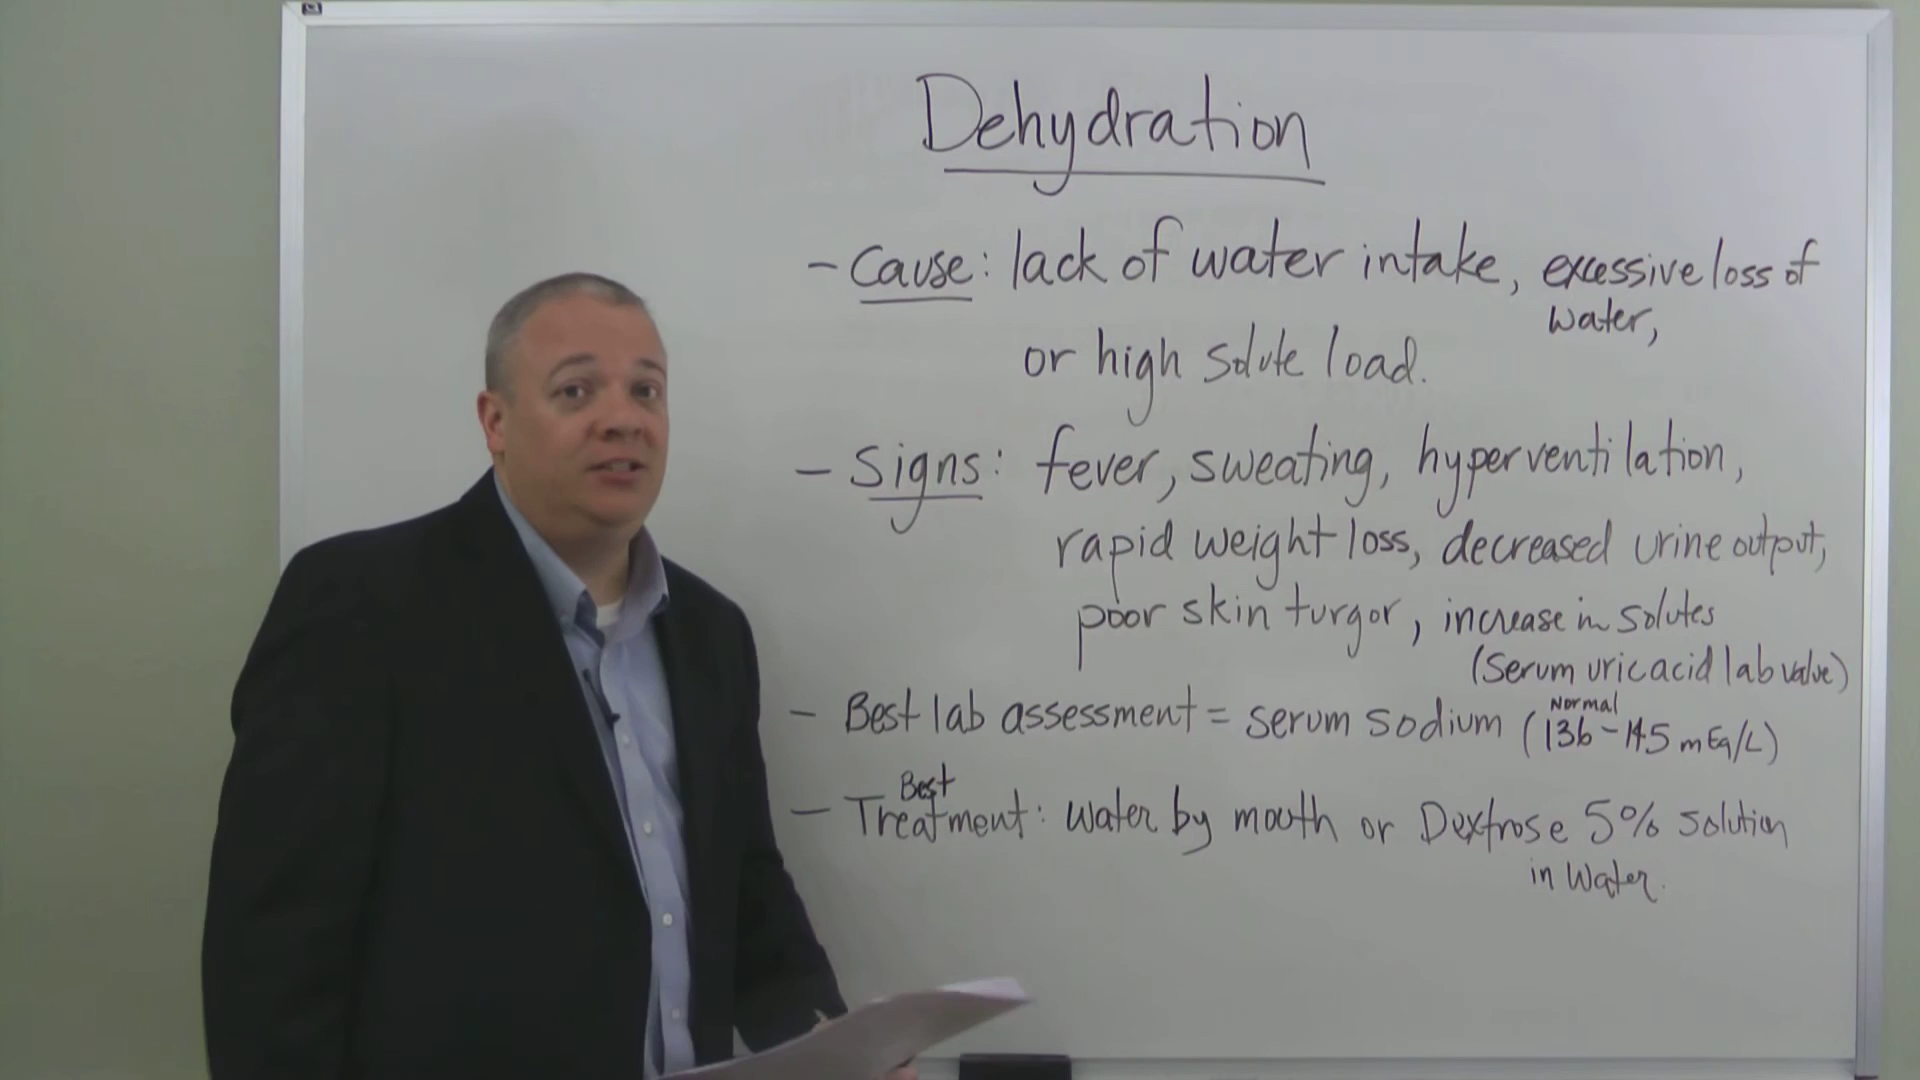 Dehydration
- Cause: lack of water intake, excessive loss of
water,
or high solute load.
- Signs: fever, sweating, hyperventilation,
rapid weight loss, decreased urine output,
poor skin turgor, increase in solutes
(serum uric acid lab value)
- Best lab assessment = serum sodium (136-145 mEq/L)
Normal
Best
- Treatment: water by mouth or Dextrose 5% solution
in water.